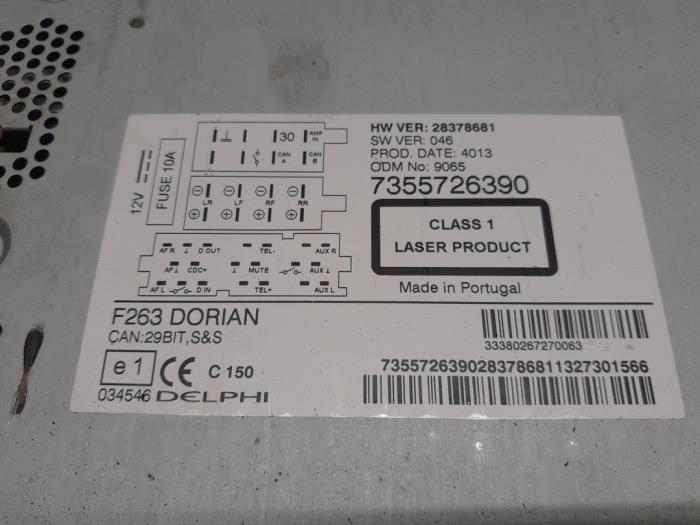 12V
FUSE 10A
30 AMP IN
CAN A CAN B
LR LF RF RR
AF R ⊥ D OUT TEL- AUX R
AF⊥ CDC+ ⊥ MUTE AUX ⊥
AF L D IN TEL+ AUX L
HW VER: 28378681
SW VER: 046
PROD. DATE: 4013
ODM No: 9065
7355726390
CLASS 1
LASER PRODUCT
Made in Portugal
F263 DORIAN
CAN:29BIT,S&S
e 1 CE C 150
034546 DELPHI
33380267270063
7355726390283786811327301566